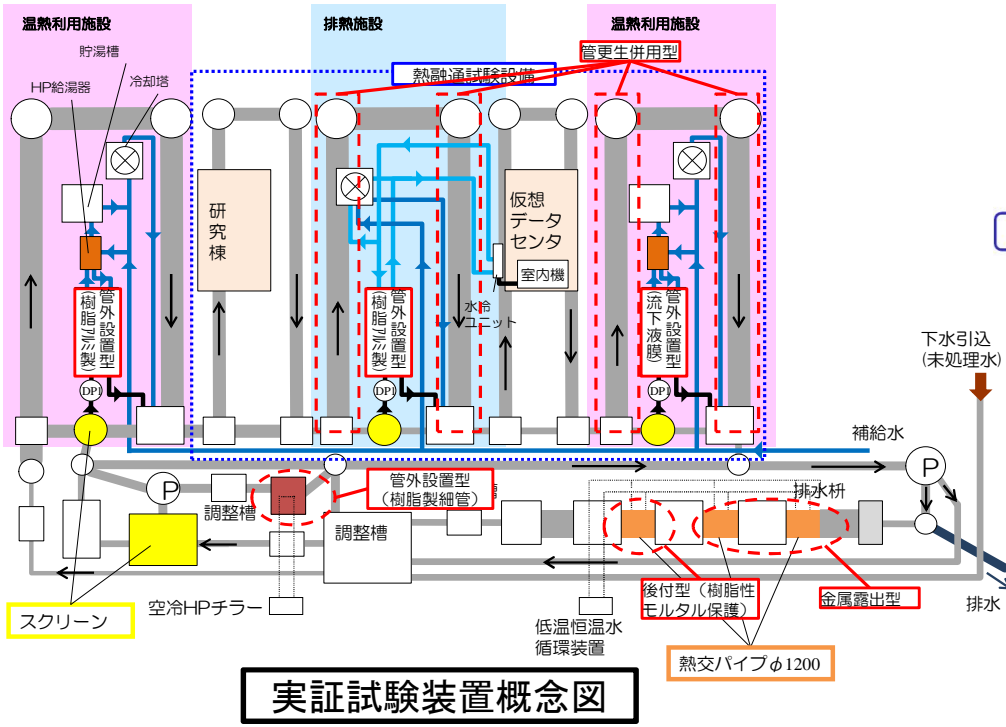 温熱利用施設
排熱施設
温熱利用施設
貯湯槽
HP給湯器
冷却塔
管更生併用型
熱融通試験設備
研究棟
仮想
データ
センタ
室内機
水冷
ユニット
管外設置型
(樹脂アルミ製)
管外設置型
(樹脂アルミ製)
管外設置型
(流下液膜)
DPI
DPI
DPI
下水引込
(未処理水)
補給水
P
P
管外設置型
(樹脂製細管)
調整槽
調整槽
槽
排水枡
スクリーン
空冷HPチラー
低温恒温水
循環装置
後付型（樹脂性
モルタル保護）
金属露出型
排水
熱交パイプφ1200
実証試験装置概念図